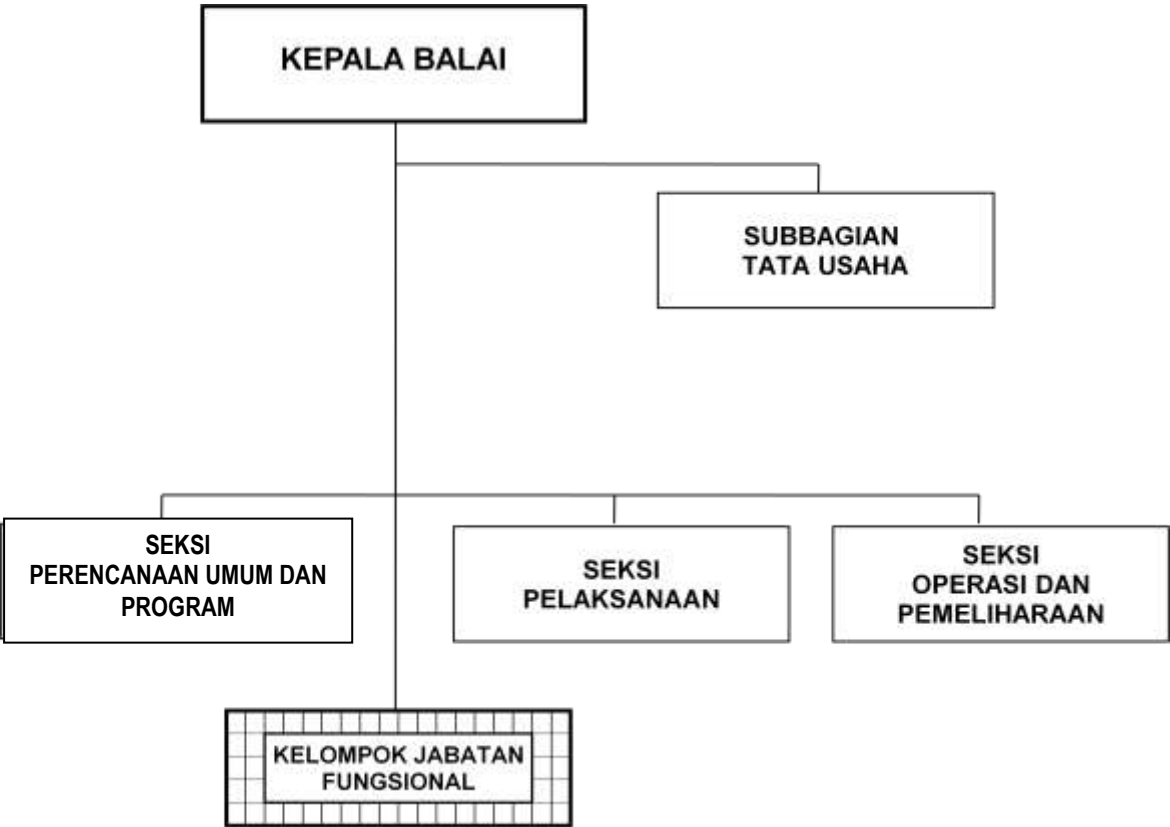 KEPALA BALAI
SUBBAGIAN
TATA USAHA
SEKSI
PERENCANAAN UMUM DAN
PROGRAM
SEKSI
PELAKSANAAN
SEKSI
OPERASI DAN
PEMELIHARAAN
KELOMPOK JABATAN
FUNGSIONAL